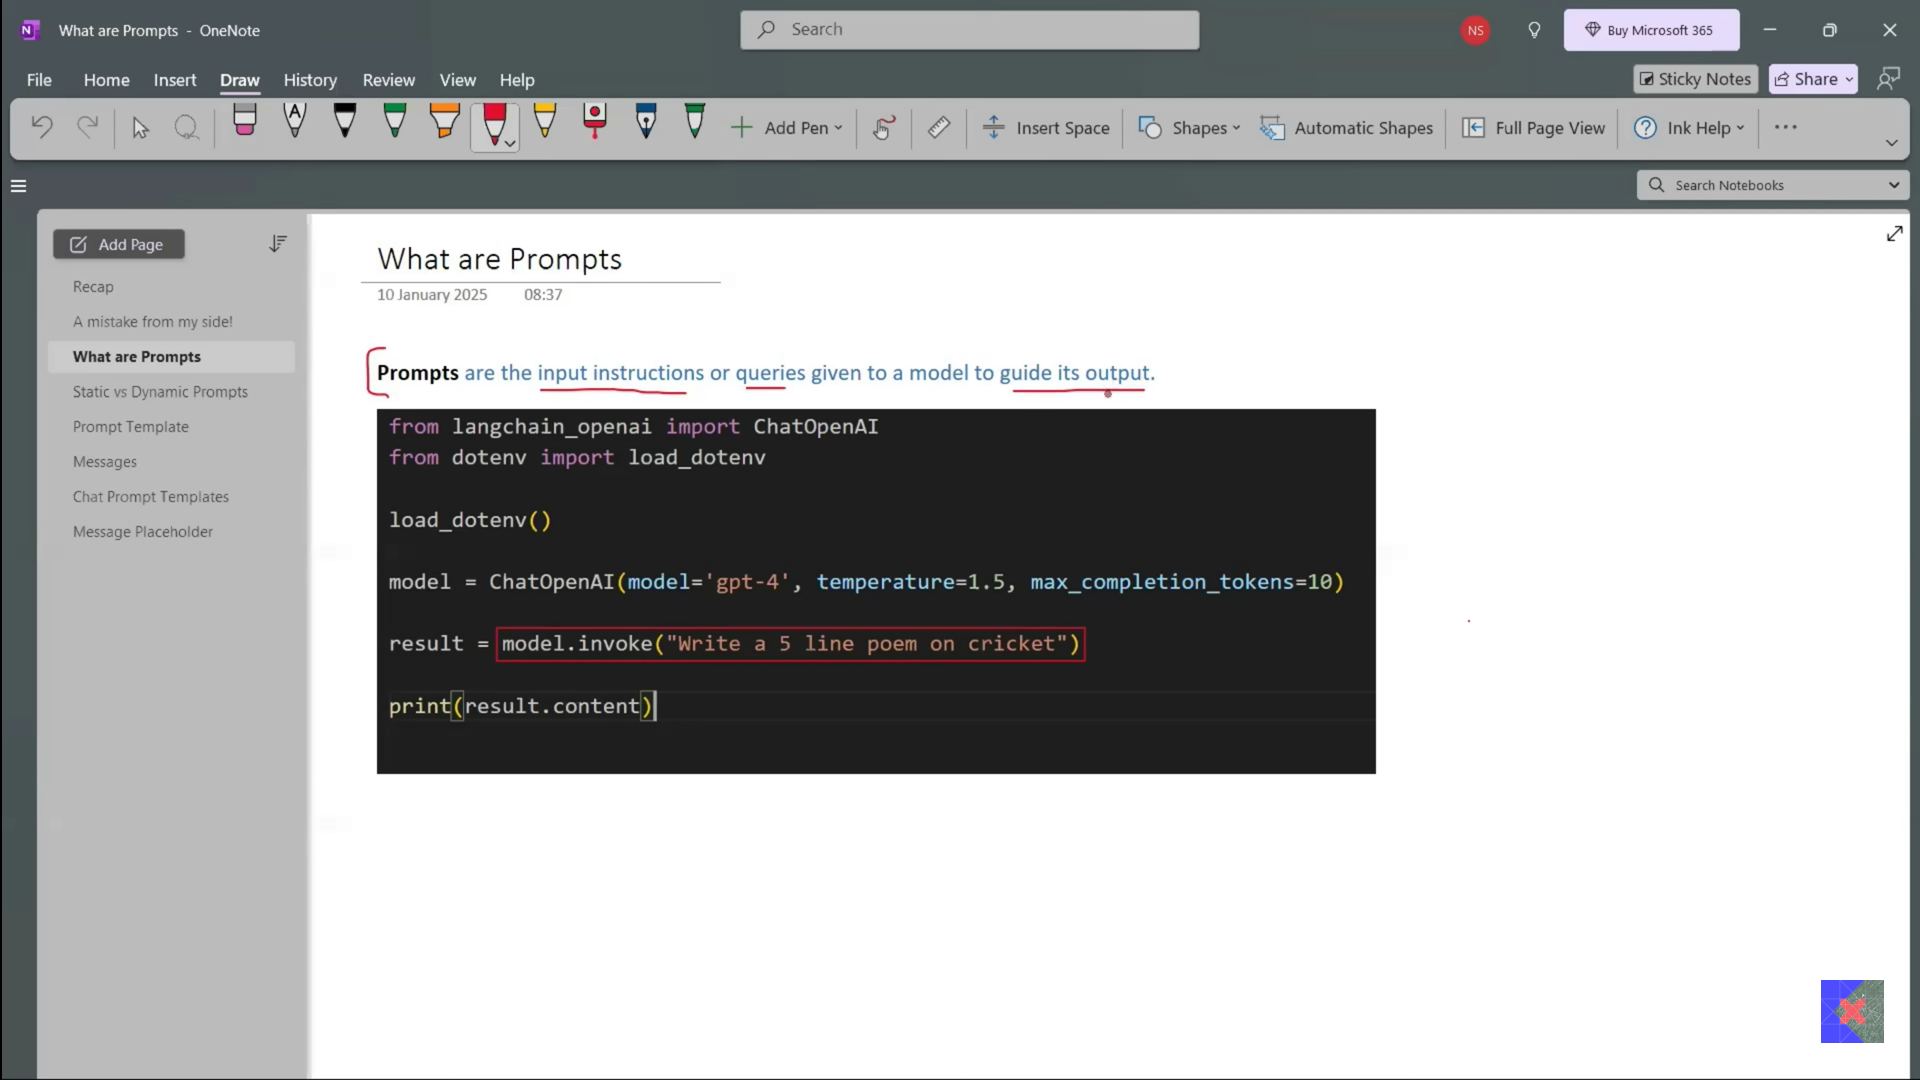 What are Prompts - OneNote
Search
NS
Buy Microsoft 365
File Home Insert Draw History Review View Help
Sticky Notes
Share
A
Add Pen
Insert Space
Shapes
Automatic Shapes
Full Page View
Ink Help
Search Notebooks
Add Page
Recap
A mistake from my side!
What are Prompts
Static vs Dynamic Prompts
Prompt Template
Messages
Chat Prompt Templates
Message Placeholder
What are Prompts
10 January 2025 08:37
Prompts are the input instructions or queries given to a model to guide its output.
from langchain_openai import ChatOpenAI
from dotenv import load_dotenv
load_dotenv()
model = ChatOpenAI(model='gpt-4', temperature=1.5, max_completion_tokens=10)
result = model.invoke("Write a 5 line poem on cricket")
print(result.content)